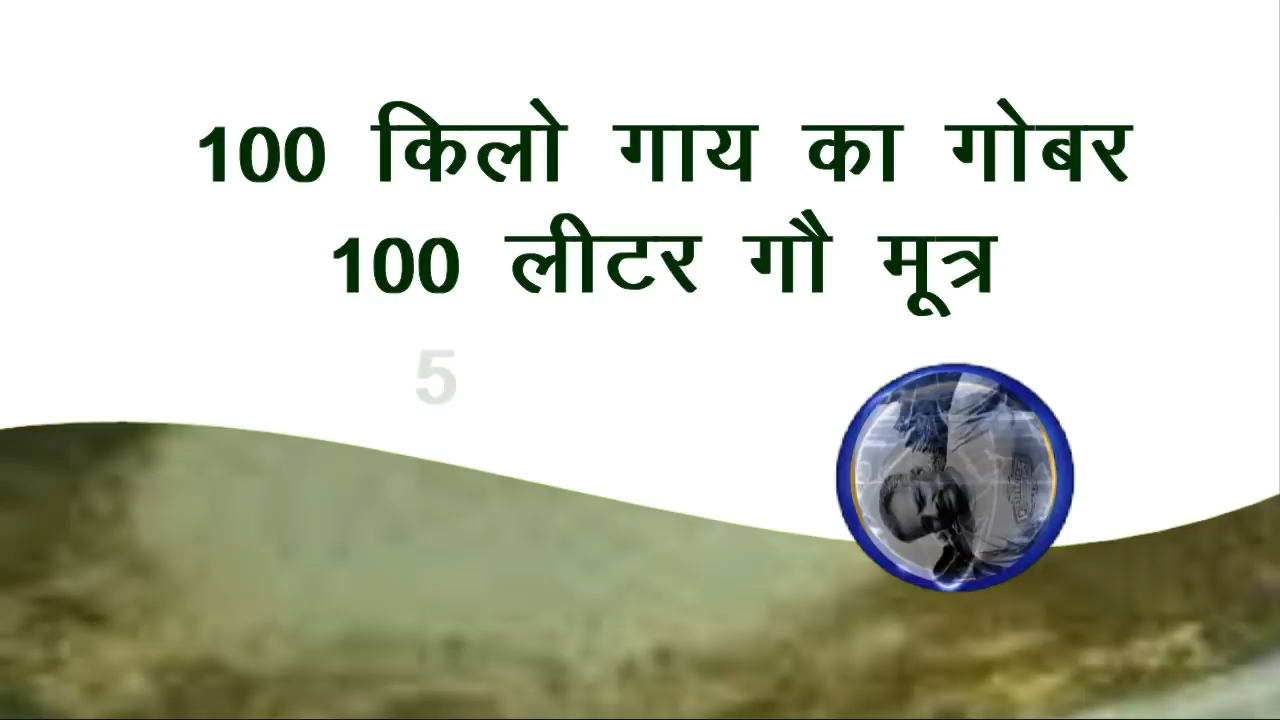 100 किलो गाय का गोबर
100 लीटर गौ मूत्र
5